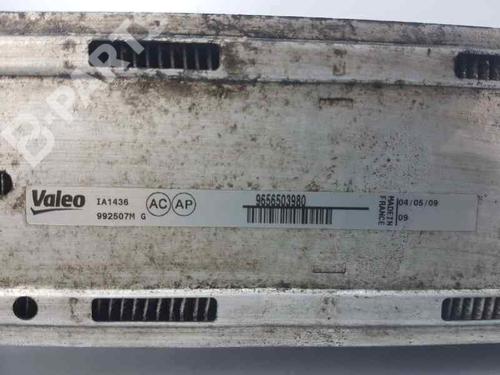 B-PARTS
Valeo
IA1436
992507M G
AC AP
9656503980
MADE IN
FRANCE
04/05/09
09